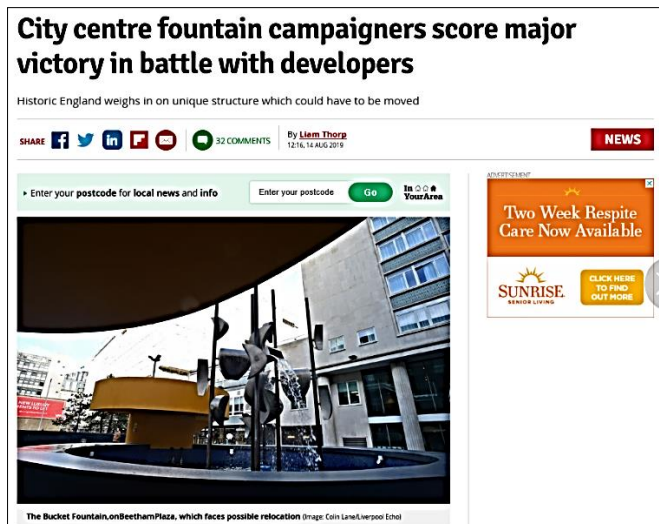 City centre fountain campaigners score major
victory in battle with developers
Historic England weighs in on unique structure which could have to be moved
SHARE
32 COMMENTS
By Liam Thorp
12:16, 14 AUG 2019
NEWS
Enter your postcode for local news and info
Enter your postcode
Go
In
YourArea
ADVERTISEMENT
Two Week Respite
Care Now Available
SUNRISE
SENIOR LIVING
CLICK HERE
TO FIND
OUT MORE
The Bucket Fountain,onBeethamPlaza, which faces possible relocation (Image: Colin Lane/Liverpool Echo)